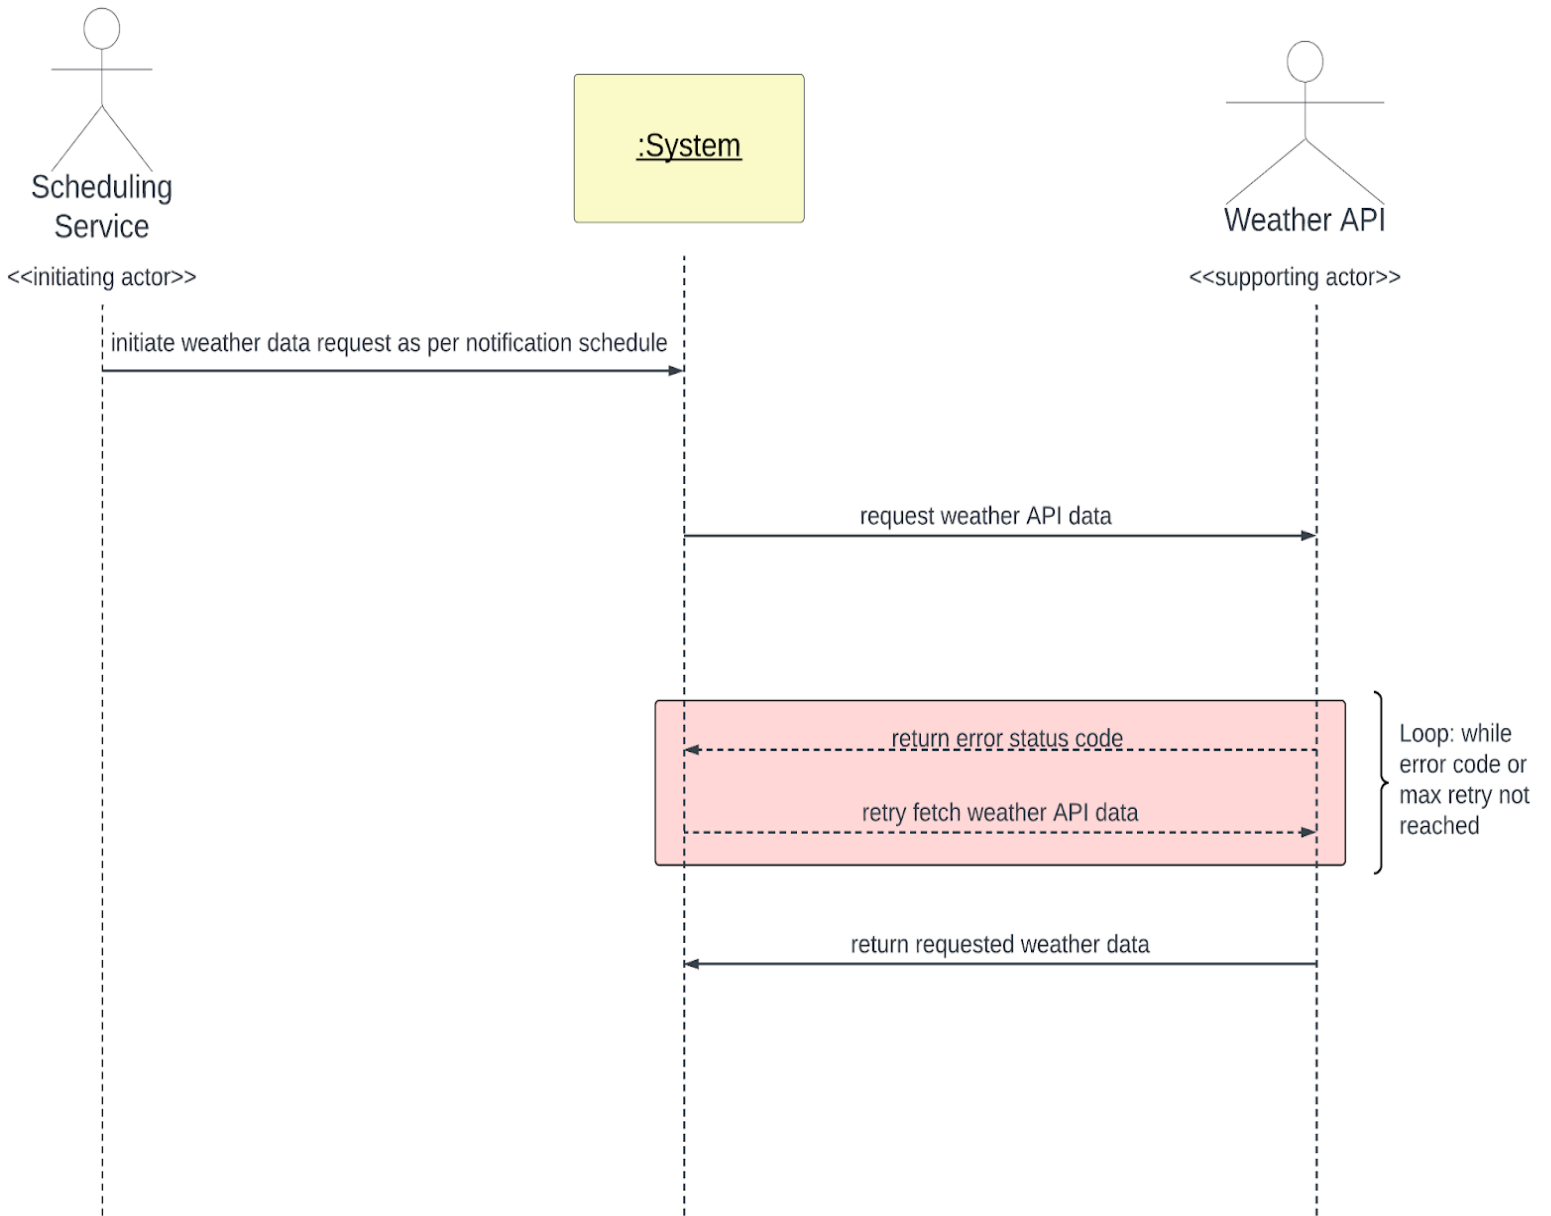 Scheduling
Service
<<initiating actor>>
:System
Weather API
<<supporting actor>>
initiate weather data request as per notification schedule
request weather API data
return error status code
retry fetch weather API data
Loop: while
error code or
max retry not
reached
return requested weather data